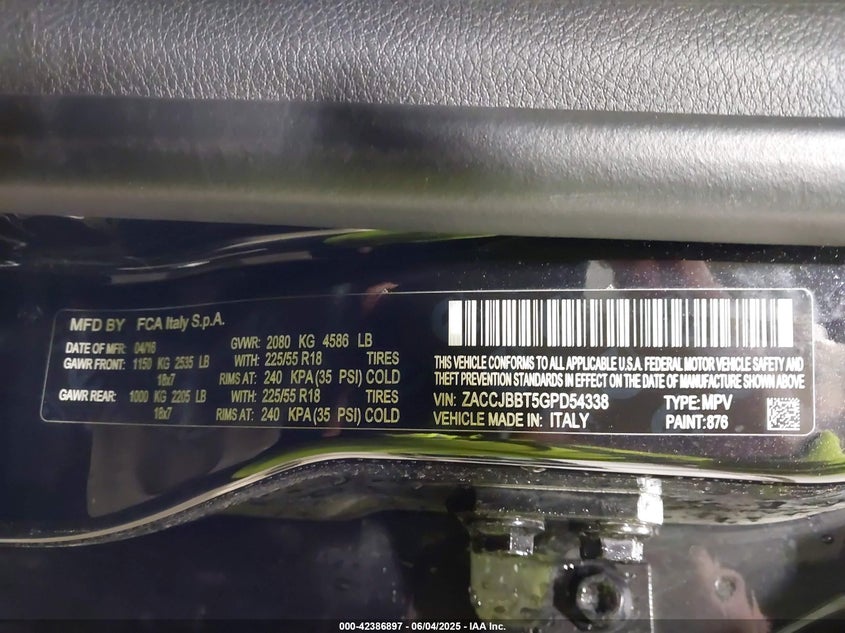 MFD BY FCA Italy S.p.A.
DATE OF MFR: 04/16 GVWR: 2080 KG 4586 LB
GAWR FRONT: 1150 KG 2535 LB WITH: 225/55 R18 TIRES
18x7 RIMS AT: 240 KPA (35 PSI) COLD
GAWR REAR: 1000 KG 2205 LB WITH: 225/55 R18 TIRES
18x7 RIMS AT: 240 KPA (35 PSI) COLD
THIS VEHICLE CONFORMS TO ALL APPLICABLE U.S.A. FEDERAL MOTOR VEHICLE SAFETY AND
THEFT PREVENTION STANDARDS IN EFFECT ON THE DATE OF MANUFACTURE SHOWN ABOVE
VIN: ZACCJBBT5GPD54338 TYPE: MPV
VEHICLE MADE IN: ITALY PAINT: 876
000-42386897 - 06/04/2025 - IAA Inc.